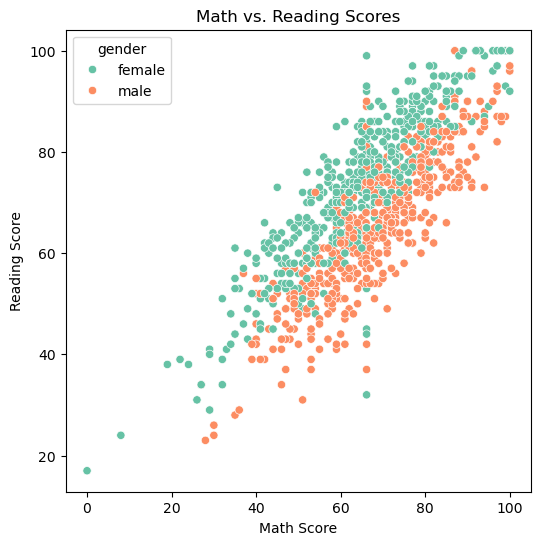 Math vs. Reading Scores
gender
female
male
Reading Score
100
80
60
40
20
0 20 40 60 80 100
Math Score